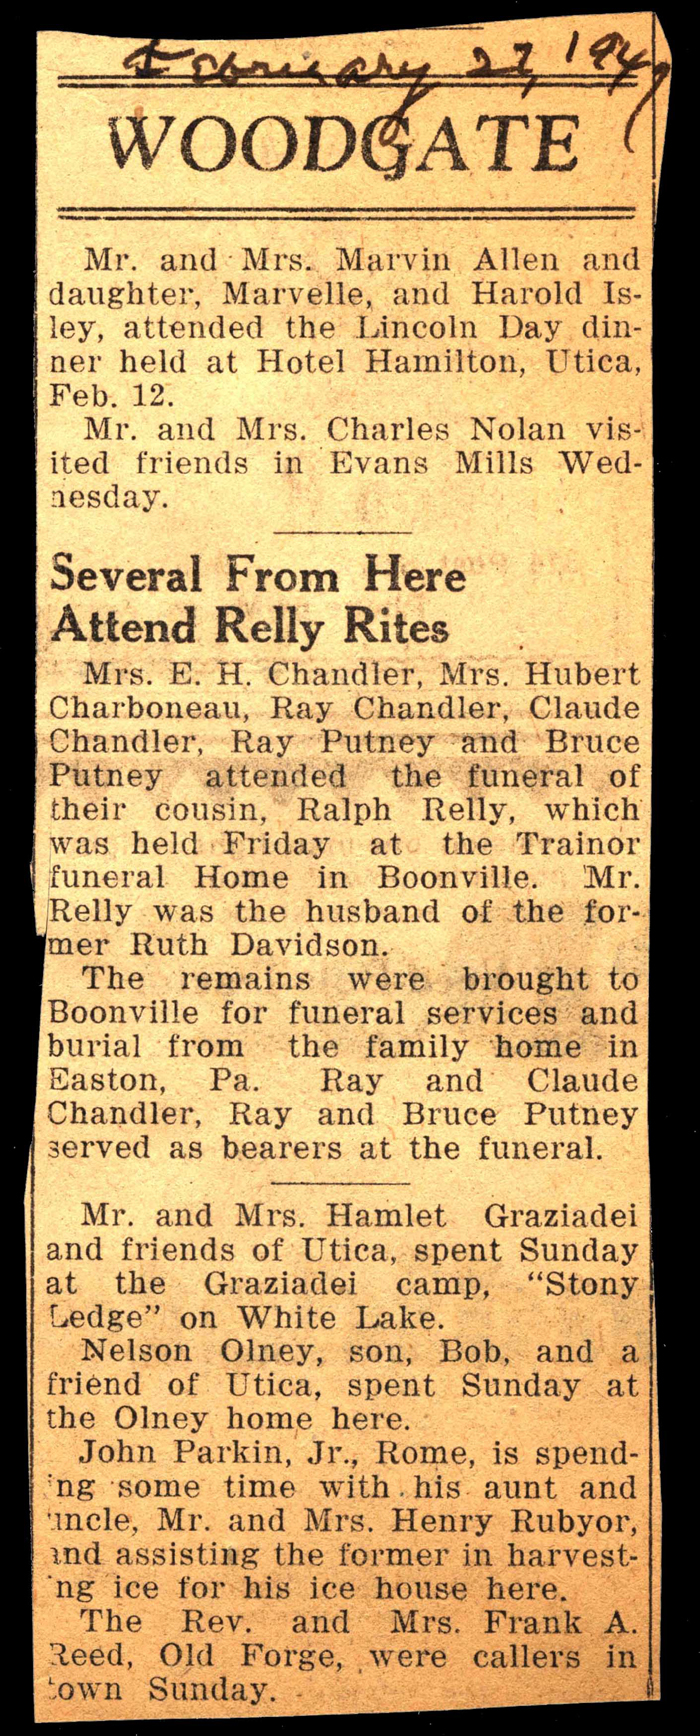 February 27, 1947
WOODGATE
Mr. and Mrs. Marvin Allen and
daughter, Marvelle, and Harold Is-
ley, attended the Lincoln Day din-
ner held at Hotel Hamilton, Utica,
Feb. 12.
Mr. and Mrs. Charles Nolan vis-
ited friends in Evans Mills Wed-
nesday.
Several From Here
Attend Relly Rites
Mrs. E. H. Chandler, Mrs. Hubert
Charboneau, Ray Chandler, Claude
Chandler, Ray Putney and Bruce
Putney attended the funeral of
their cousin, Ralph Relly, which
was held Friday at the Trainor
funeral Home in Boonville. Mr.
Relly was the husband of the for-
mer Ruth Davidson.
The remains were brought to
Boonville for funeral services and
burial from the family home in
Easton, Pa. Ray and Claude
Chandler, Ray and Bruce Putney
served as bearers at the funeral.
Mr. and Mrs. Hamlet Graziadei
and friends of Utica, spent Sunday
at the Graziadei camp, “Stony
Ledge” on White Lake.
Nelson Olney, son, Bob, and a
friend of Utica, spent Sunday at
the Olney home here.
John Parkin, Jr., Rome, is spend-
ing some time with his aunt and
uncle, Mr. and Mrs. Henry Rubyor,
and assisting the former in harvest-
ing ice for his ice house here.
The Rev. and Mrs. Frank A.
Reed, Old Forge, were callers in
town Sunday.